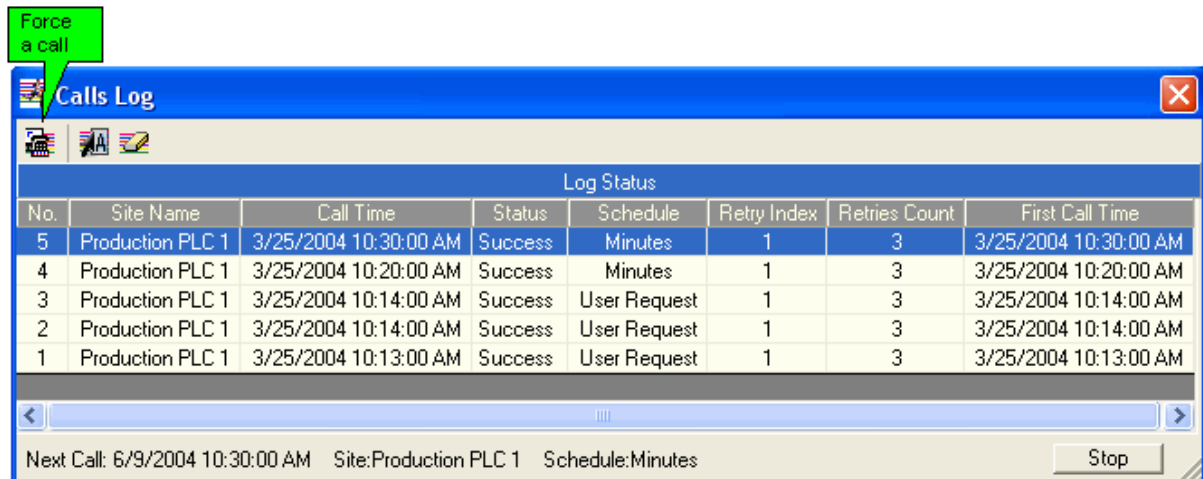 Force
a call
Calls Log
Log Status
No. Site Name Call Time Status Schedule Retry Index Retries Count First Call Time
5 Production PLC 1 3/25/2004 10:30:00 AM Success Minutes 1 3 3/25/2004 10:30:00 AM
4 Production PLC 1 3/25/2004 10:20:00 AM Success Minutes 1 3 3/25/2004 10:20:00 AM
3 Production PLC 1 3/25/2004 10:14:00 AM Success User Request 1 3 3/25/2004 10:14:00 AM
2 Production PLC 1 3/25/2004 10:14:00 AM Success User Request 1 3 3/25/2004 10:14:00 AM
1 Production PLC 1 3/25/2004 10:13:00 AM Success User Request 1 3 3/25/2004 10:13:00 AM
Next Call: 6/9/2004 10:30:00 AM Site:Production PLC 1 Schedule:Minutes Stop